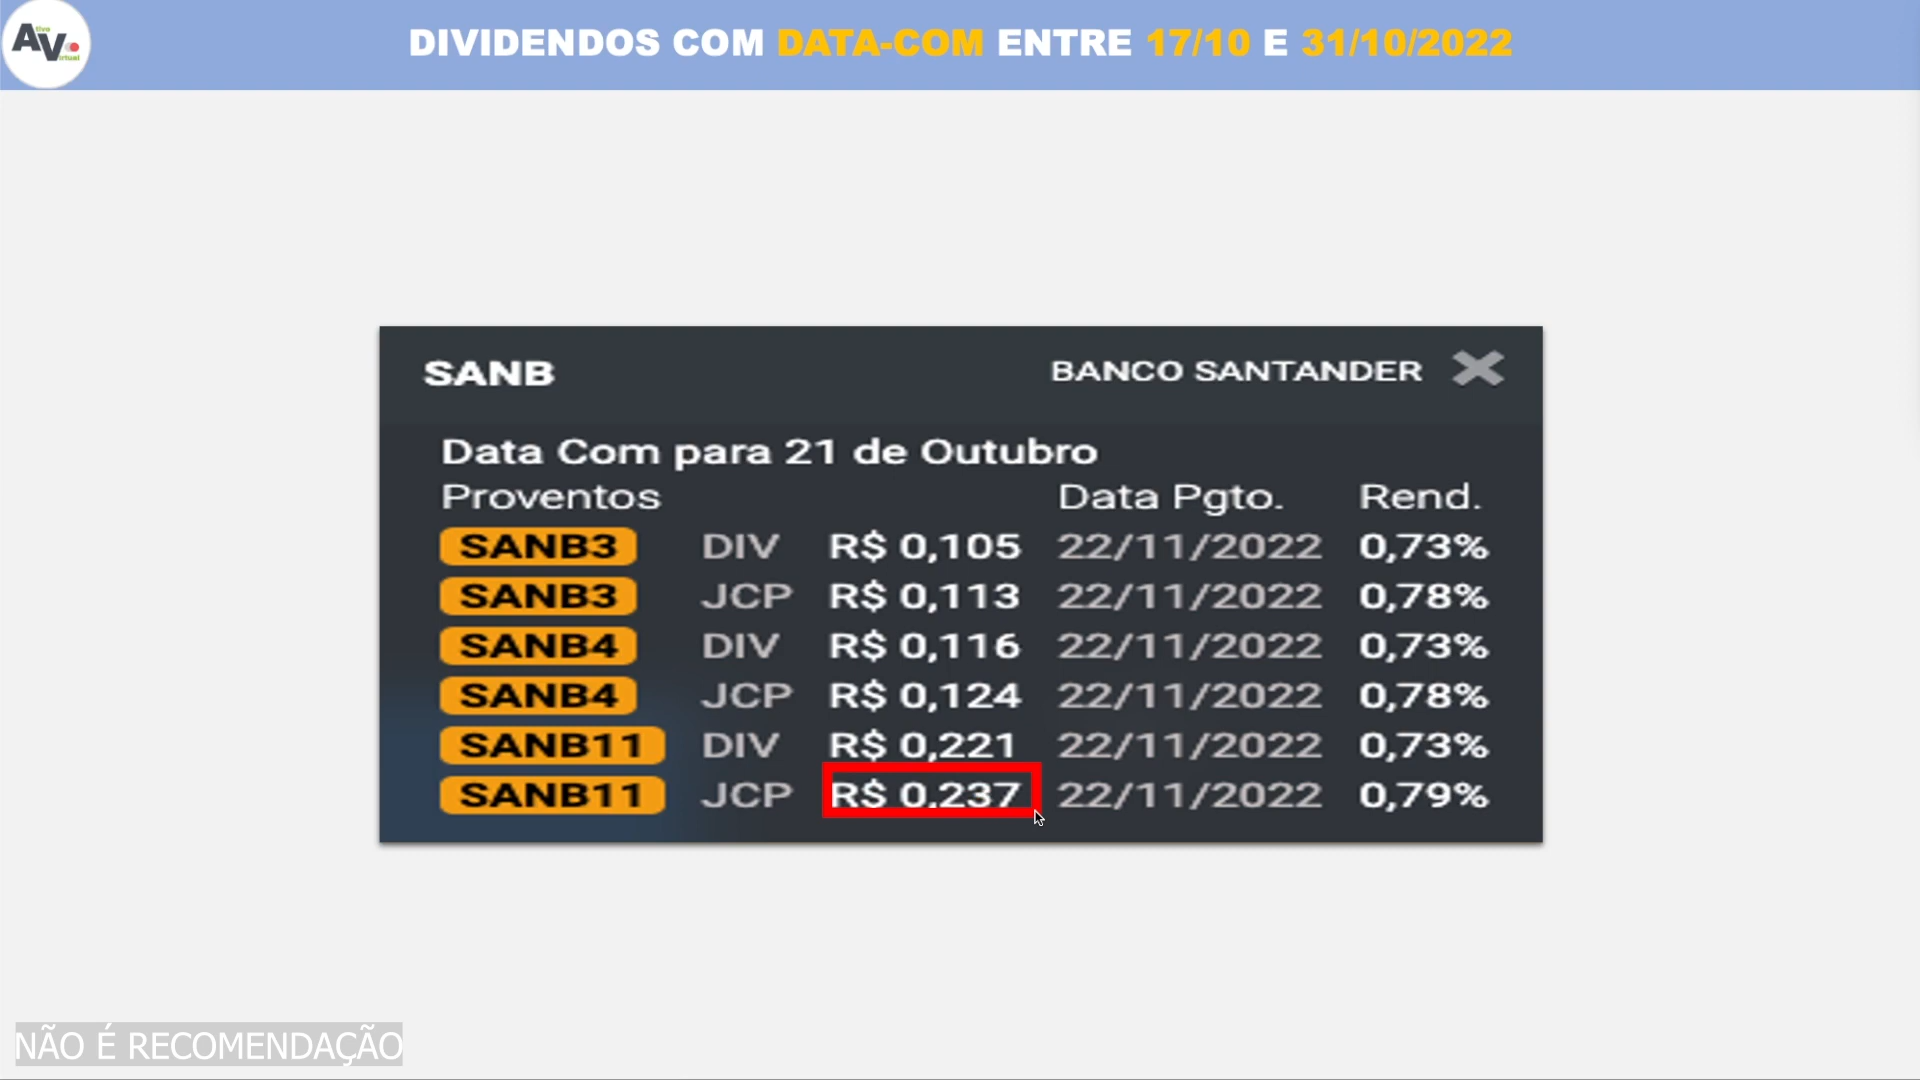 Ativo
Virtual
DIVIDENDOS COM DATA-COM ENTRE 17/10 E 31/10/2022
SANB BANCO SANTANDER
Data Com para 21 de Outubro
Proventos Data Pgto. Rend.
SANB3 DIV R$ 0,105 22/11/2022 0,73%
SANB3 JCP R$ 0,113 22/11/2022 0,78%
SANB4 DIV R$ 0,116 22/11/2022 0,73%
SANB4 JCP R$ 0,124 22/11/2022 0,78%
SANB11 DIV R$ 0,221 22/11/2022 0,73%
SANB11 JCP R$ 0,237 22/11/2022 0,79%
NÃO É RECOMENDAÇÃO